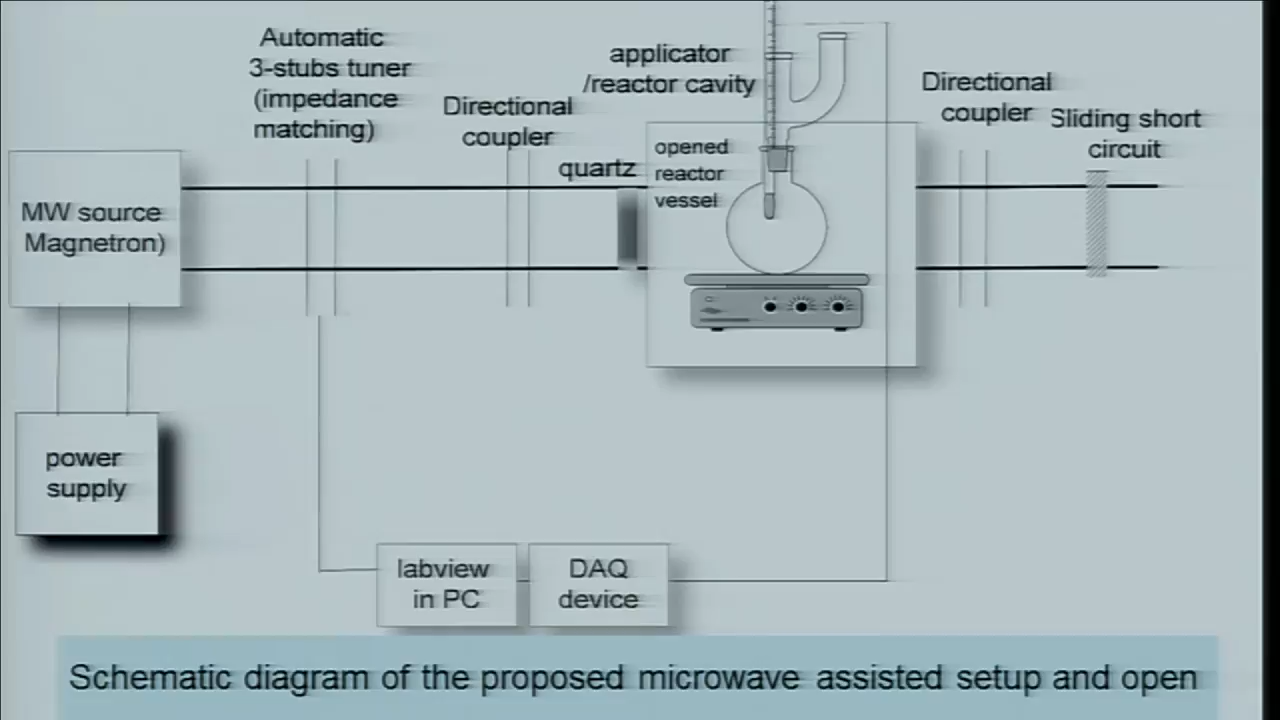 Automatic
3-stubs tuner
(impedance
matching)
Directional
coupler
applicator
/reactor cavity
Directional
coupler
Sliding short
circuit
quartz
opened
reactor
vessel
MW source
Magnetron)
power
supply
labview
in PC
DAQ
device
Schematic diagram of the proposed microwave assisted setup and open